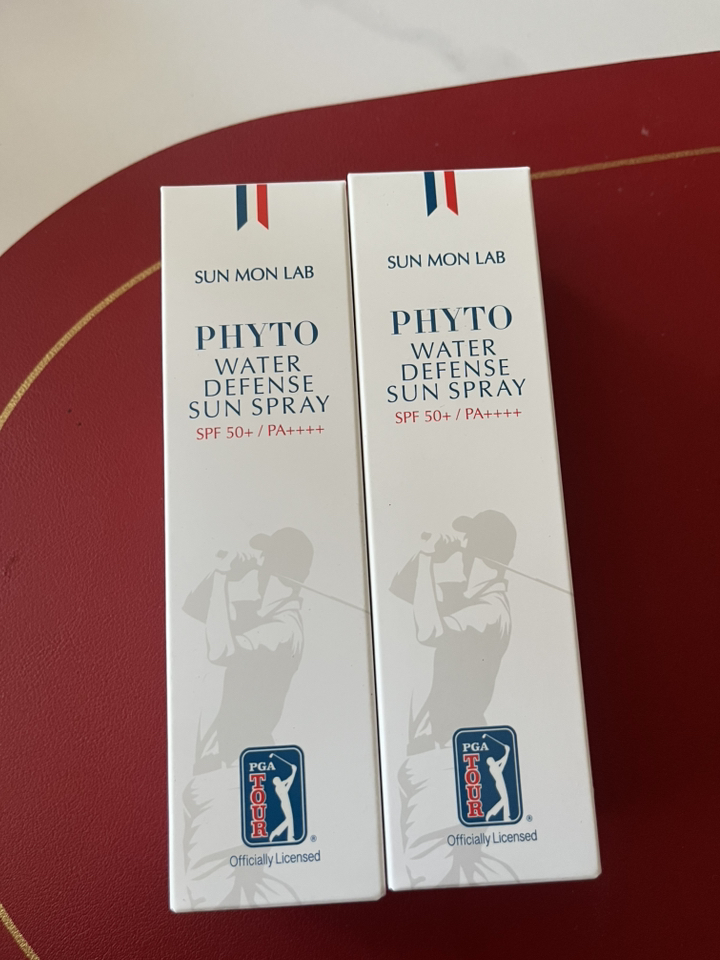 SUN MON LAB
PHYTO
WATER
DEFENSE
SUN SPRAY
SPF 50+ / PA++++
PGA
TOUR
®
Officially Licensed
SUN MON LAB
PHYTO
WATER
DEFENSE
SUN SPRAY
SPF 50+ / PA++++
PGA
TOUR
®
Officially Licensed